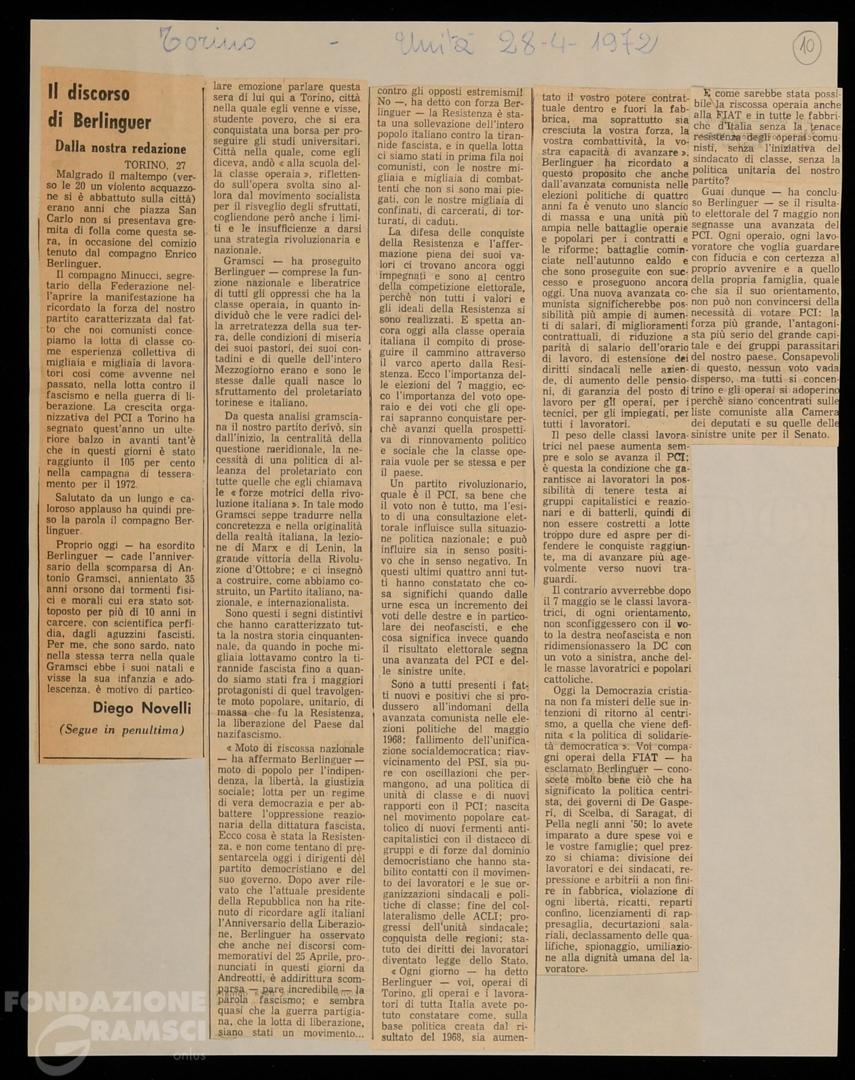 Torino - Unità 28-4-1972
10
Il discorso
di Berlinguer
Dalla nostra redazione
TORINO, 27
Malgrado il maltempo (ver-
so le 20 un violento acquazzo-
ne si è abbattuto sulla città)
erano anni che piazza San
Carlo non si presentava gre-
mita di folla come questa se-
ra, in occasione del comizio
tenuto dal compagno Enrico
Berlinguer.
Il compagno Minucci, segre-
tario della Federazione nel-
l'aprire la manifestazione ha
ricordato la forza del nostro
partito caratterizzata dal fat-
to che noi comunisti conce-
piamo la lotta di classe co-
me esperienza collettiva di
migliaia e migliaia di lavora-
tori così come avvenne nel
passato, nella lotta contro il
fascismo e nella guerra di li-
berazione. La crescita orga-
nizzativa del PCI a Torino ha
segnato quest'anno un ulte-
riore balzo in avanti tant'è
che in questi giorni è stato
raggiunto il 105 per cento
nella campagna di tessera-
mento per il 1972.
Salutato da un lungo e ca-
loroso applauso ha quindi pre-
so la parola il compagno Ber-
linguer.
Proprio oggi — ha esordito
Berlinguer — cade l'anniver-
sario della scomparsa di An-
tonio Gramsci, annientato 35
anni orsono dai tormenti fisi-
ci e morali cui era stato sot-
toposto per più di 10 anni in
carcere, con scientifica perfi-
dia, dagli aguzzini fascisti.
Per me, che sono sardo, nato
nella stessa terra nella quale
Gramsci ebbe i suoi natali e
visse la sua infanzia e ado-
lescenza, è motivo di partico-
Diego Novelli
(Segue in penultima)
lare emozione parlare questa
sera di lui qui a Torino, città
nella quale egli venne e visse,
studente povero, che si era
conquistata una borsa per pro-
seguire gli studi universitari.
Città nella quale, come egli
diceva, andò « alla scuola del-
la classe operaia », rifletten-
do sull'opera svolta sino al-
lora dal movimento socialista
per il risveglio degli sfruttati,
cogliendone però anche i limi-
ti e le insufficienze a darsi
una strategia rivoluzionaria e
nazionale.
Gramsci — ha proseguito
Berlinguer — comprese la fun-
zione nazionale e liberatrice
di tutti gli oppressi che ha la
classe operaia, in quanto in-
dividuò che le vere radici del-
la arretratezza della sua ter-
ra, delle condizioni di miseria
dei suoi pastori, dei suoi con-
tadini e di quelle dell'intero
Mezzogiorno erano e sono le
stesse dalle quali nasce lo
sfruttamento del proletariato
torinese e italiano.
Da questa analisi gramscia-
na il nostro partito derivò, sin
dall'inizio, la centralità della
questione meridionale, la ne-
cessità di una politica di al-
leanza del proletariato con
tutte quelle che egli chiamava
le « forze motrici della rivo-
luzione italiana ». In tale modo
Gramsci seppe tradurre nella
concretezza e nella originalità
della realtà italiana, la lezio-
ne di Marx e di Lenin, la
grande vittoria della Rivolu-
zione d'Ottobre; e ci insegnò
a costruire, come abbiamo co-
struito, un Partito italiano, na-
zionale, e internazionalista.
Sono questi i segni distintivi
che hanno caratterizzato tut-
ta la nostra storia cinquanten-
nale, da quando in poche mi-
gliaia lottavamo contro la ti-
rannide fascista fino a quan-
do siamo stati fra i maggiori
protagonisti di quel travolgen-
te moto popolare, unitario, di
massa che fu la Resistenza,
la liberazione del Paese dal
nazifascismo.
« Moto di riscossa nazionale
— ha affermato Berlinguer —
moto di popolo per l'indipen-
denza, la libertà, la giustizia
sociale; lotta per un regime
di vera democrazia e per ab-
battere l'oppressione reazio-
naria della dittatura fascista.
Ecco cosa è stata la Resisten-
za, e non come tentano di pre-
sentarcela oggi i dirigenti del
partito democristiano e del
suo governo. Dopo aver rile-
vato che l'attuale presidente
della Repubblica non ha rite-
nuto di ricordare agli italiani
l'Anniversario della Liberazio-
ne, Berlinguer ha osservato
che anche nei discorsi com-
memorativi del 25 Aprile, pro-
nunciati in questi giorni da
Andreotti, è addirittura scom-
parsa — pare incredibile — la
parola fascismo; e sembra
quasi che la guerra partigia-
na, che la lotta di liberazione,
siano stati un movimento...
contro gli opposti estremismi!
No —, ha detto con forza Ber-
linguer — la Resistenza è sta-
ta una sollevazione dell'intero
popolo italiano contro la tiran-
nide fascista, e in quella lotta
ci siamo stati in prima fila noi
comunisti, con le nostre mi-
gliaia e migliaia di combat-
tenti che non si sono mai pie-
gati, con le nostre migliaia di
confinati, di carcerati, di tor-
turati, di caduti.
La difesa delle conquiste
della Resistenza e l'affer-
mazione piena dei suoi va-
lori ci trovano ancora oggi
impegnati e sono al centro
della competizione elettorale,
perchè non tutti i valori e
gli ideali della Resistenza si
sono realizzati. E spetta an-
cora oggi alla classe operaia
italiana il compito di prose-
guire il cammino attraverso
il varco aperto dalla Resi-
stenza. Ecco l'importanza del-
le elezioni del 7 maggio, ec-
co l'importanza del voto ope-
raio e dei voti che gli ope-
rai sapranno conquistare per-
chè avanzi quella prospetti-
va di rinnovamento politico
e sociale che la classe ope-
raia vuole per se stessa e per
il paese.
Un partito rivoluzionario,
quale è il PCI, sa bene che
il voto non è tutto, ma l'esi-
to di una consultazione elet-
torale influisce sulla situazio-
ne politica nazionale; e può
influire sia in senso positi-
vo che in senso negativo. In
questi ultimi quattro anni tut-
ti hanno constatato che co-
sa significhi quando dalle
urne esca un incremento dei
voti delle destre e in partico-
lare dei neofascisti, e che
cosa significa invece quando
il risultato elettorale segna
una avanzata del PCI e del-
le sinistre unite.
Sono a tutti presenti i fat-
ti nuovi e positivi che si pro-
dussero all'indomani della
avanzata comunista nelle ele-
zioni politiche del maggio
1968: fallimento dell'unifica-
zione socialdemocratica; riav-
vicinamento del PSI, sia pu-
re con oscillazioni che per-
mangono, ad una politica di
unità di classe e di nuovi
rapporti con il PCI; nascita
nel movimento popolare cat-
tolico di nuovi fermenti anti-
capitalistici con il distacco di
gruppi e di forze dal dominio
democristiano che hanno sta-
bilito contatti con il movimen-
to dei lavoratori e le sue or-
ganizzazioni sindacali e poli-
tiche di classe; fine del col-
lateralismo delle ACLI; pro-
gressi dell'unità sindacale;
conquista delle regioni; sta-
tuto dei diritti dei lavoratori
diventato legge dello Stato.
« Ogni giorno — ha detto
Berlinguer — voi, operai di
Torino, gli operai e i lavora-
tori di tutta Italia avete po-
tuto constatare come, sulla
base politica creata dal ri-
sultato del 1968, sia aumen-
tato il vostro potere contrat-
tuale dentro e fuori la fab-
brica, ma soprattutto sia
cresciuta la vostra forza, la
vostra combattività, la vo-
stra capacità di avanzare ».
Berlinguer ha ricordato a
questo proposito che anche
dall'avanzata comunista nelle
elezioni politiche di quattro
anni fa è venuto uno slancio
di massa e una unità più
ampia nelle battaglie operaie
e popolari per i contratti e
le riforme; battaglie comin-
ciate nell'autunno caldo e
che sono proseguite con suc-
cesso e proseguono ancora
oggi. Una nuova avanzata co-
munista significherebbe pos-
sibilità più ampie di aumen-
ti di salari, di miglioramenti
contrattuali, di riduzione a
parità di salario dell'orario
di lavoro, di estensione dei
diritti sindacali nelle azien-
de, di aumento delle pensio-
ni, di garanzia del posto di
lavoro per gli operai, per i
tecnici, per gli impiegati, per
tutti i lavoratori.
Il peso delle classi lavora-
trici nel paese aumenta sem-
pre e solo se avanza il PCI;
è questa la condizione che ga-
rantisce ai lavoratori la pos-
sibilità di tenere testa ai
gruppi capitalistici e reazio-
nari e di batterli, quindi di
non essere costretti a lotte
troppo dure ed aspre per di-
fendere le conquiste raggiun-
te, ma di avanzare più age-
volmente verso nuovi tra-
guardi.
Il contrario avverrebbe dopo
il 7 maggio se le classi lavora-
trici, di ogni orientamento,
non sconfiggessero con il vo-
to la destra neofascista e non
ridimensionassero la DC con
un voto a sinistra, anche del-
le masse lavoratrici e popolari
cattoliche.
Oggi la Democrazia cristia-
na non fa misteri delle sue in-
tenzioni di ritorno al centri-
smo, a quella che viene defi-
nita « la politica di solidarie-
tà democratica ». Voi compa-
gni operai della FIAT — ha
esclamato Berlinguer — cono-
scete molto bene ciò che ha
significato la politica centri-
sta, dei governi di De Gaspe-
ri, di Scelba, di Saragat, di
Pella negli anni '50; lo avete
imparato a dure spese voi e
le vostre famiglie; quel prez-
zo si chiama: divisione dei
lavoratori e dei sindacati, re-
pressione e arbitrii a non fini-
re in fabbrica, violazione di
ogni libertà, ricatti, reparti
confino, licenziamenti di rap-
presaglia, decurtazioni sala-
riali, declassamento delle qua-
lifiche, spionaggio, umiliazio-
ne alla dignità umana del la-
voratore.
E come sarebbe stata possi-
bile la riscossa operaia anche
alla FIAT e in tutte le fabbri-
che d'Italia senza la tenace
resistenza degli operai comu-
nisti, senza l'iniziativa del
sindacato di classe, senza la
politica unitaria del nostro
partito?
Guai dunque — ha conclu-
so Berlinguer — se il risulta-
to elettorale del 7 maggio non
segnasse una avanzata del
PCI. Ogni operaio, ogni lavo-
voratore che voglia guardare
con fiducia e con certezza al
proprio avvenire e a quello
della propria famiglia, quale
che sia il suo orientamento,
non può non convincersi della
necessità di votare PCI: la
forza più grande, l'antagoni-
sta più serio del grande capi-
tale e dei gruppi parassitari
del nostro paese. Consapevoli
di questo, nessun voto vada
disperso, ma tutti si concen-
trino e gli operai si adoperino
perchè siano concentrati sulle
liste comuniste alla Camera
dei deputati e su quelle delle
sinistre unite per il Senato.
FONDAZIONE
GRAMSCI
onlus